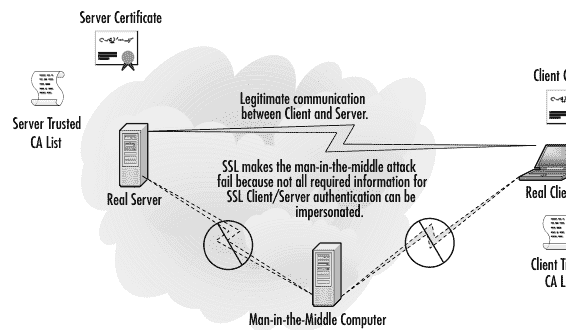 Server Certificate
Server Trusted
CA List
Legitimate communication
between Client and Server.
Client
SSL makes the man-in-the-middle attack
fail because not all required information for
SSL Client/Server authentication can be
impersonated.
Real Server
Real Clie
Client
CA L
Man-in-the-Middle Computer